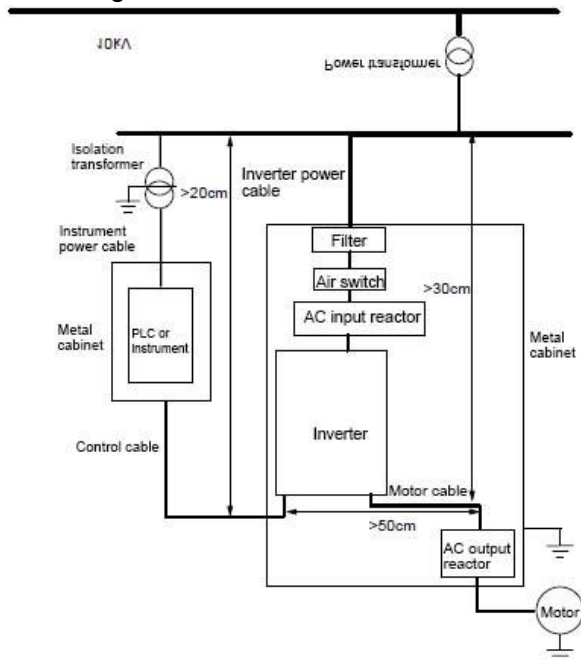 10kV
Power transformer
Isolation
transformer
>20cm
Inverter power
cable
Instrument
power cable
Filter
Air switch
>30cm
AC input reactor
Metal
cabinet
PLC or
Instrument
Metal
cabinet
Inverter
Control cable
Motor cable
>50cm
AC output
reactor
Motor